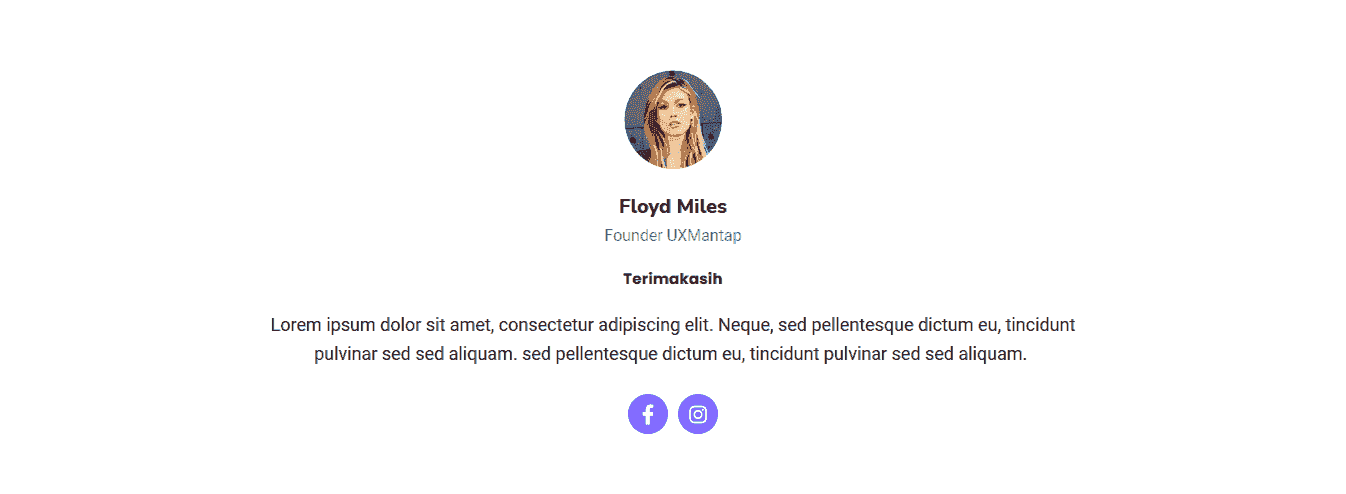 Floyd Miles
Founder UXMantap
Terimakasih
Lorem ipsum dolor sit amet, consectetur adipiscing elit. Neque, sed pellentesque dictum eu, tincidunt
pulvinar sed sed aliquam. sed pellentesque dictum eu, tincidunt pulvinar sed sed aliquam.